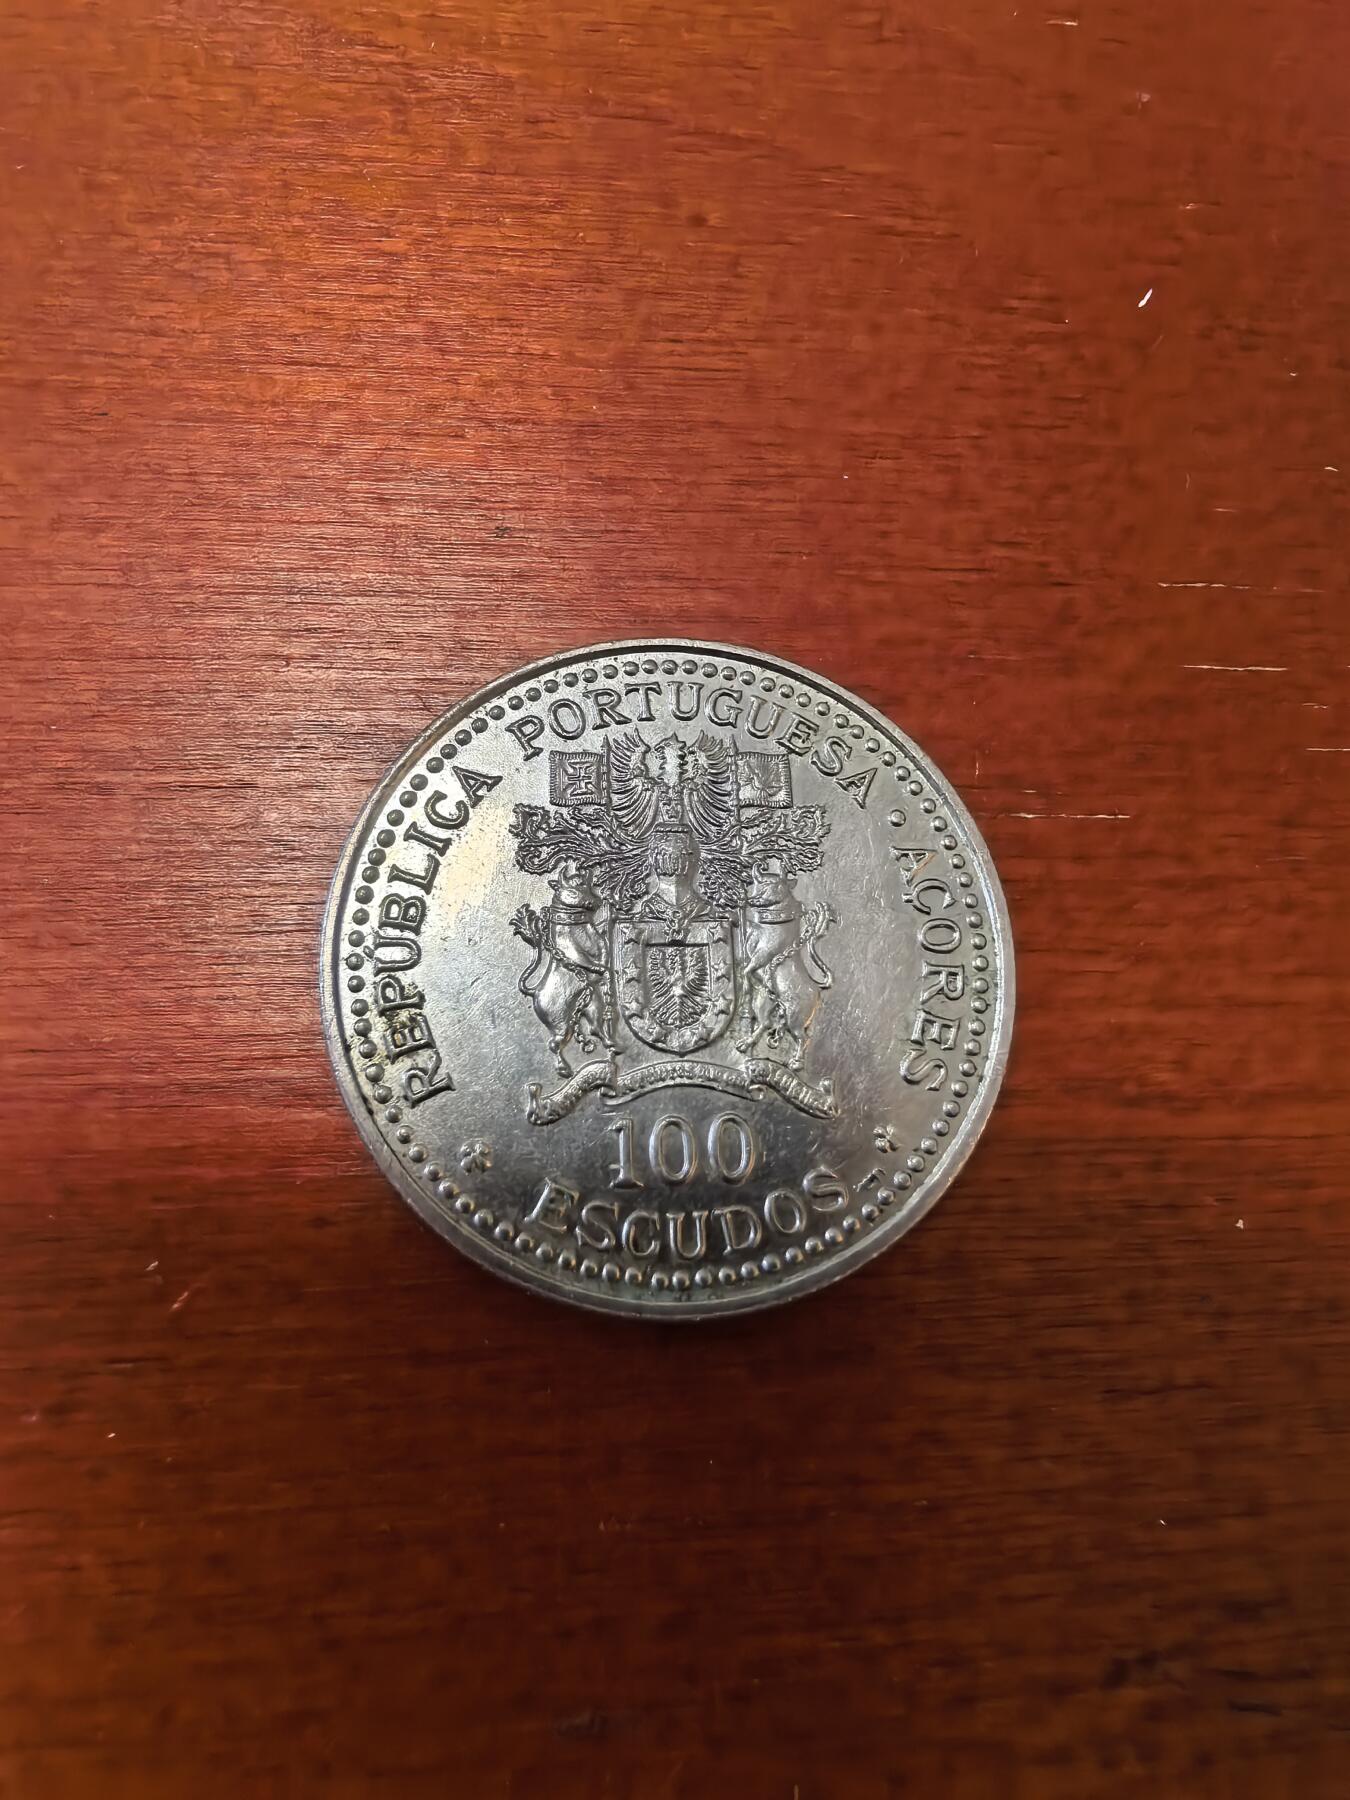 REPÚBLICA PORTUGUESA · AÇORES
100
ESCUDOS